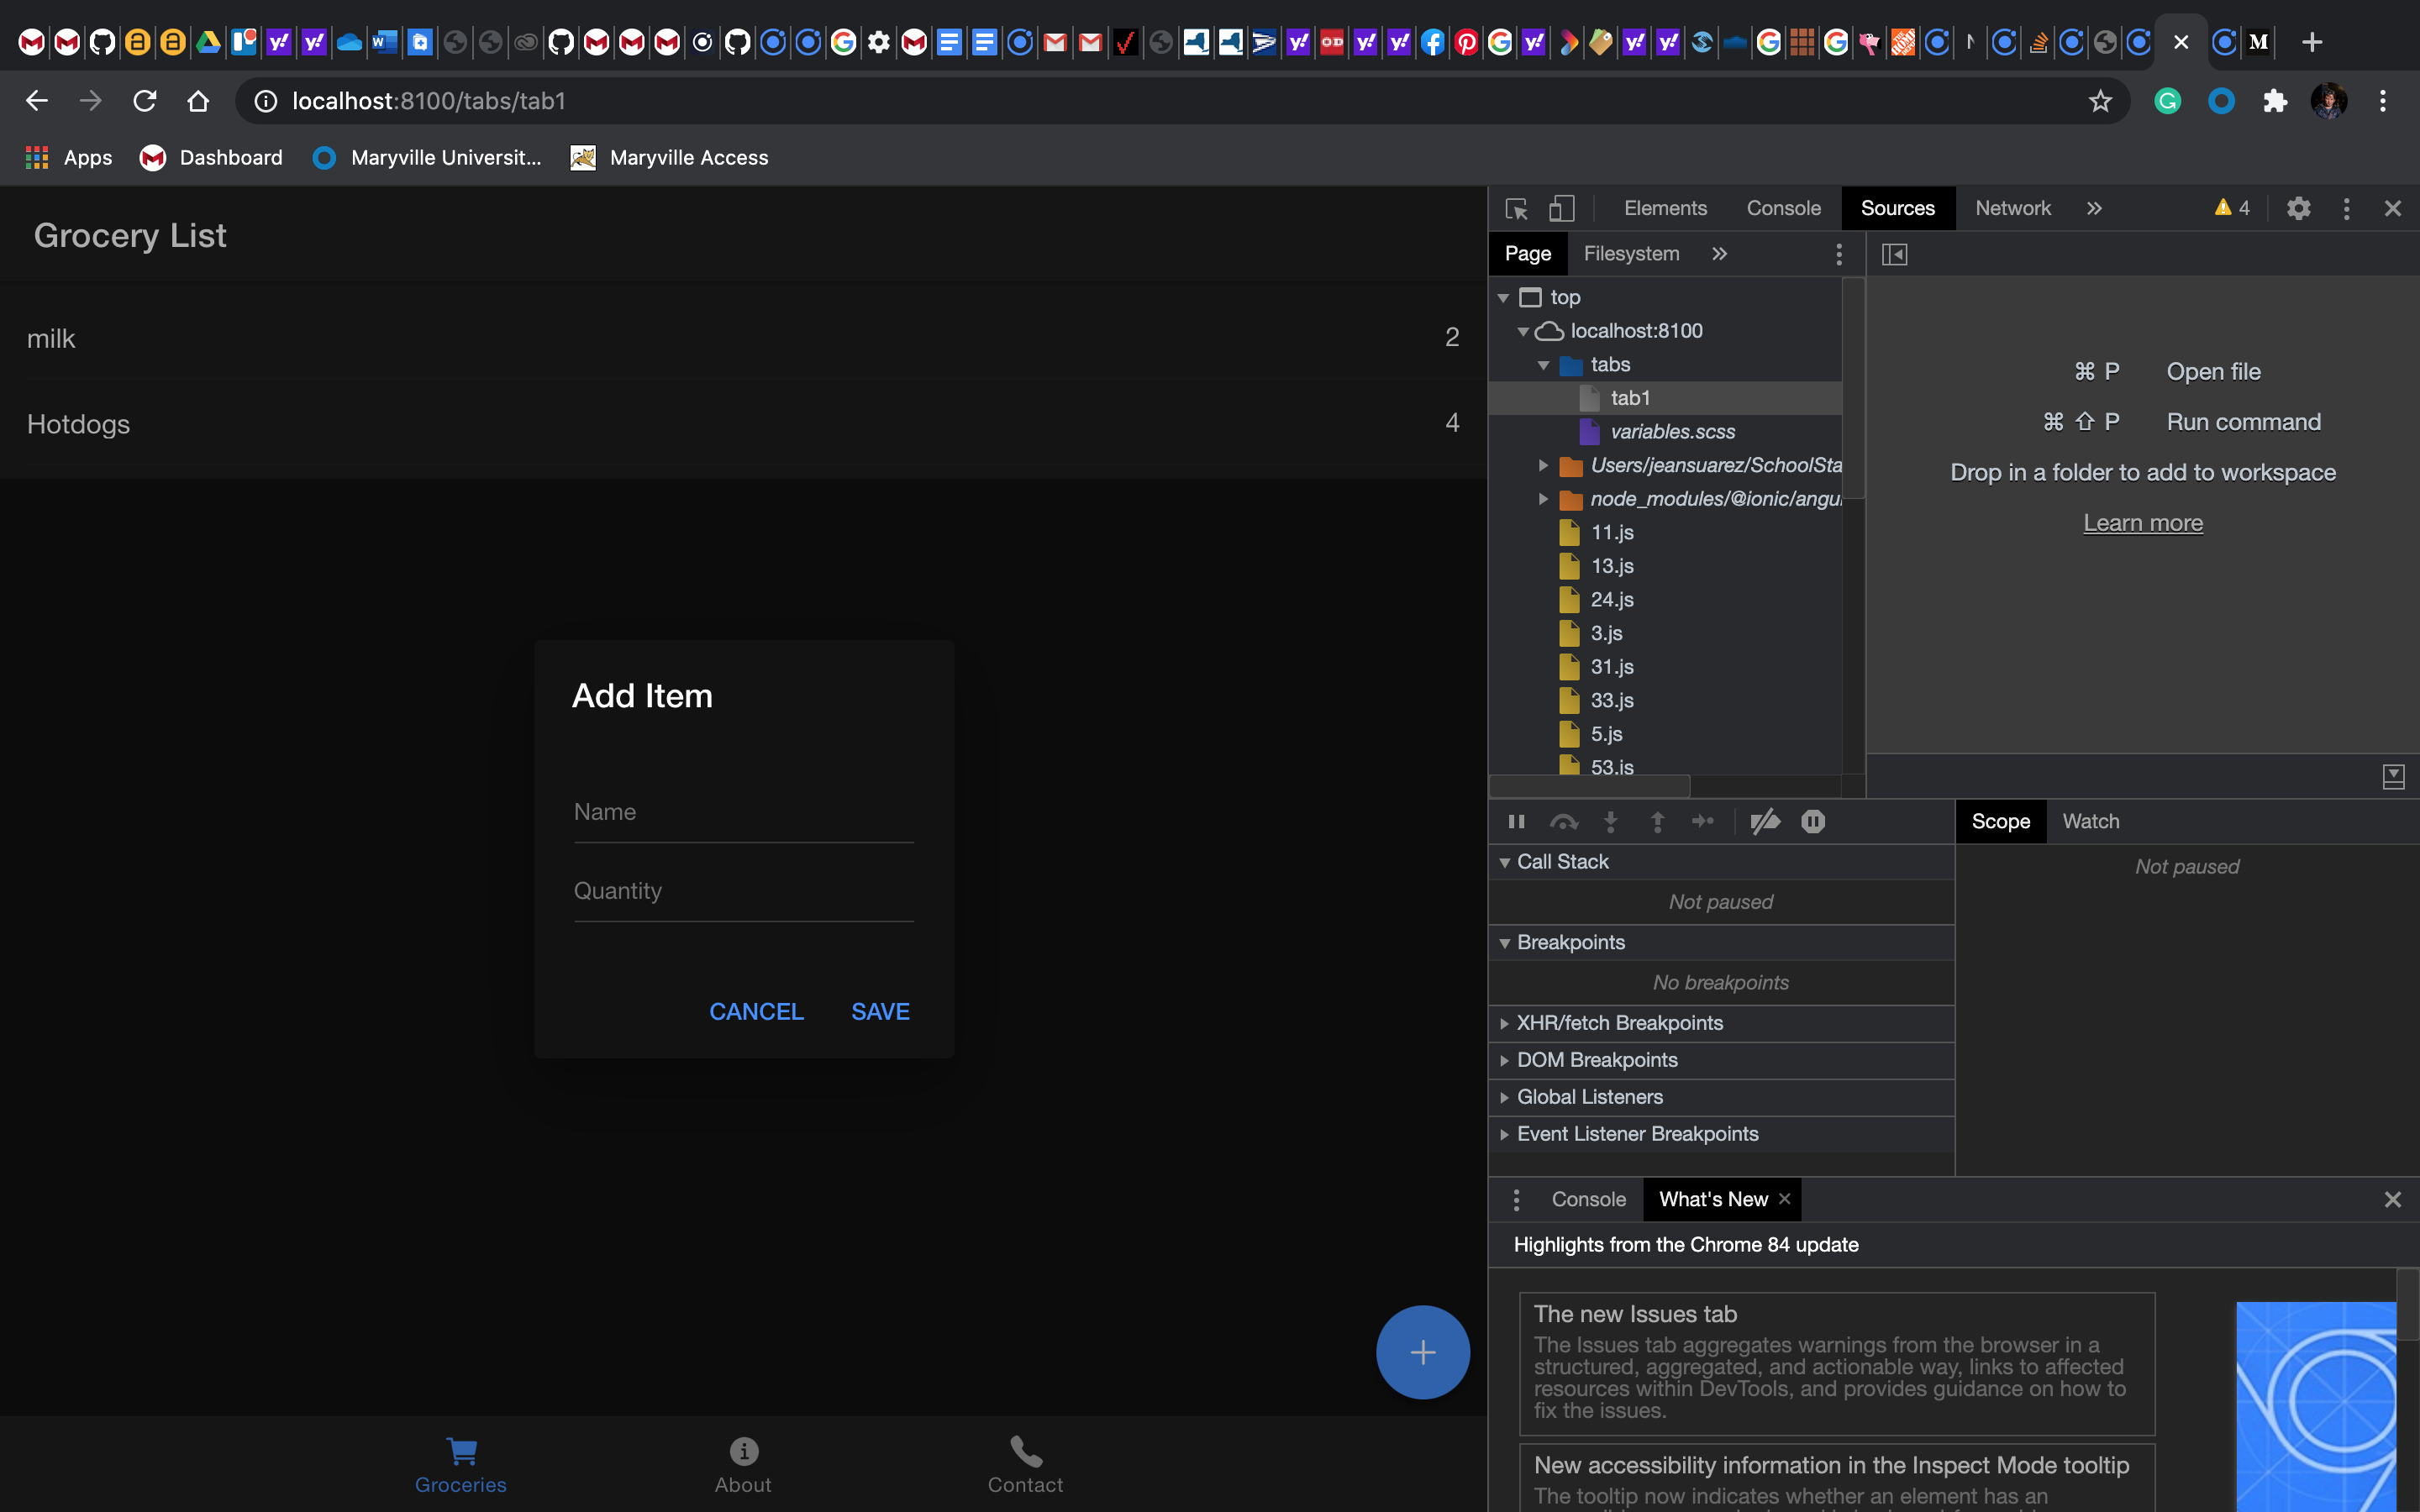 localhost:8100/tabs/tab1
Apps
Dashboard
Maryville Universit...
Maryville Access
Grocery List
milk
2
Hotdogs
4
Add Item
Name
Quantity
CANCEL
SAVE
+
Groceries
About
Contact
Elements
Console
Sources
Network
4
Page
Filesystem
top
localhost:8100
tabs
tab1
variables.scss
Users/jeansuarez/SchoolSta
node_modules/@ionic/angu
11.js
13.js
24.js
3.js
31.js
33.js
5.js
53.js
⌘ P Open file
⌘ ⇧ P Run command
Drop in a folder to add to workspace
Learn more
Scope
Watch
Not paused
Call Stack
Not paused
Breakpoints
No breakpoints
XHR/fetch Breakpoints
DOM Breakpoints
Global Listeners
Event Listener Breakpoints
Console
What's New
Highlights from the Chrome 84 update
The new Issues tab
The Issues tab aggregates warnings from the browser in a
structured, aggregated, and actionable way, links to affected
resources within DevTools, and provides guidance on how to
fix the issues.
New accessibility information in the Inspect Mode tooltip
The tooltip now indicates whether an element has an